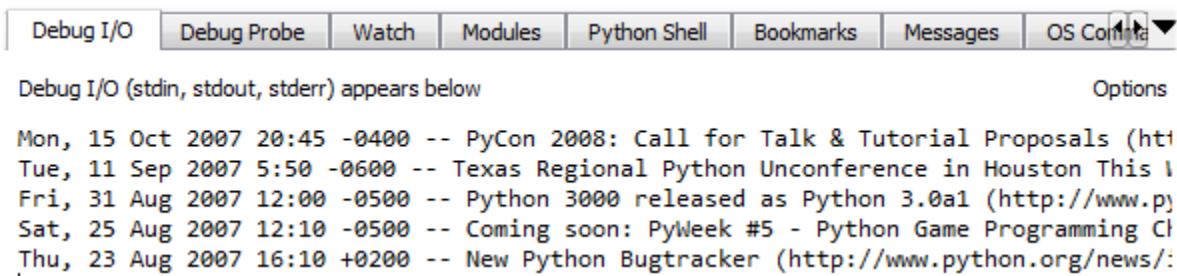 Debug I/O Debug Probe Watch Modules Python Shell Bookmarks Messages OS
Debug I/O (stdin, stdout, stderr) appears below Options
Mon, 15 Oct 2007 20:45 -0400 -- PyCon 2008: Call for Talk & Tutorial Proposals
Tue, 11 Sep 2007 5:50 -0600 -- Texas Regional Python Unconference in Houston This
Fri, 31 Aug 2007 12:00 -0500 -- Python 3000 released as Python 3.0a1 (http://www.py
Sat, 25 Aug 2007 12:10 -0500 -- Coming soon: PyWeek #5 - Python Game Programming
Thu, 23 Aug 2007 16:10 +0200 -- New Python Bugtracker (http://www.python.org/news/